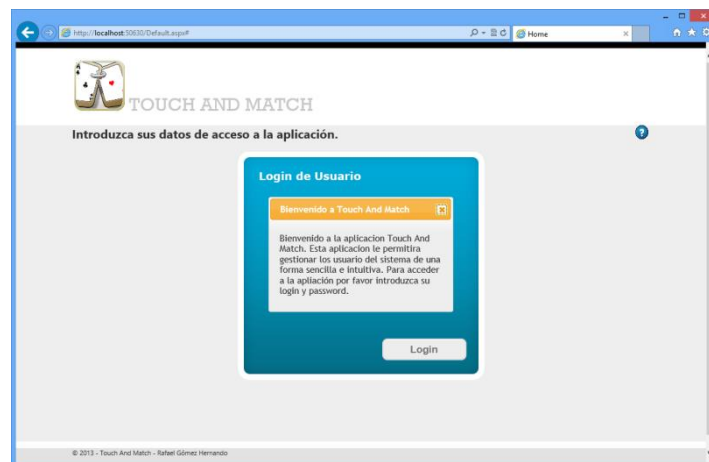 http://localhost:50630/Default.aspx#
Home
TOUCH AND MATCH
Introduzca sus datos de acceso a la aplicación.
Login de Usuario
Bienvenido a Touch And Match
Bienvenido a la aplicacion Touch And
Match. Esta aplicacion le permitira
gestionar los usuario del sistema de una
forma sencilla e intuitiva. Para acceder
a la apliación por favor introduzca su
login y password.
Login
© 2013 - Touch And Match - Rafael Gómez Hernando